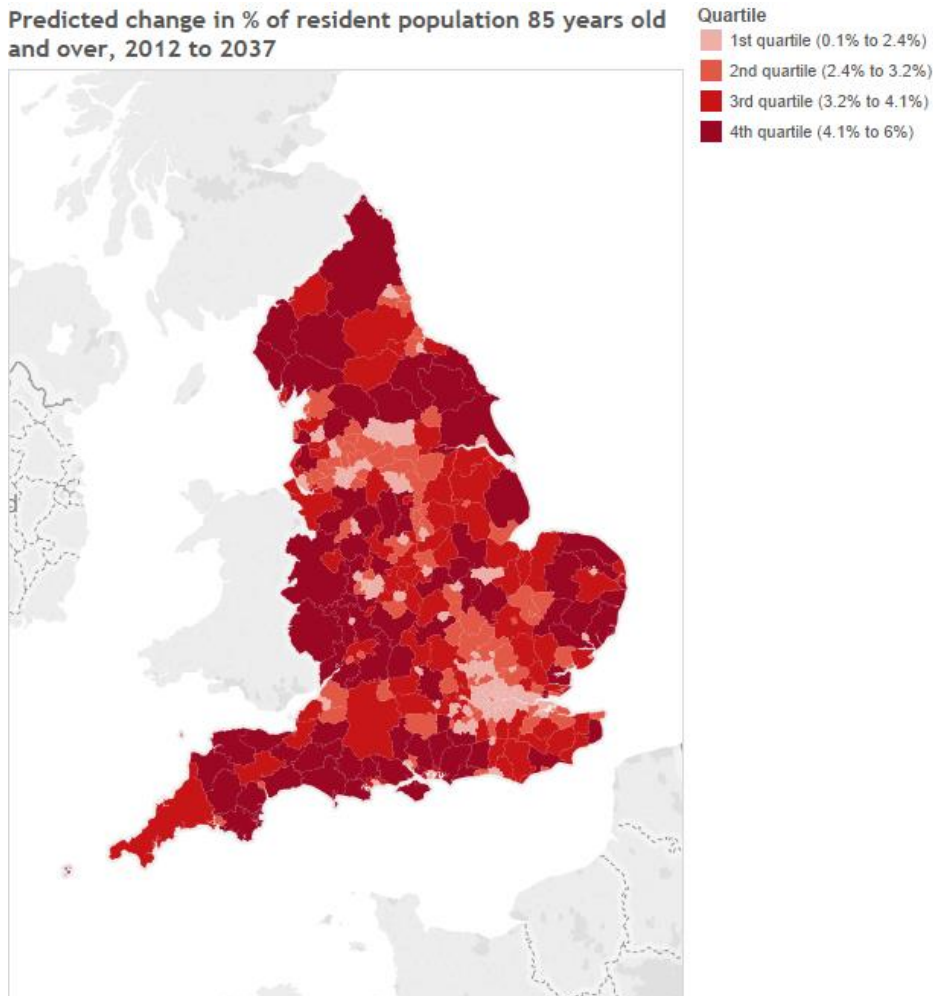 Predicted change in % of resident population 85 years old
and over, 2012 to 2037
Quartile
1st quartile (0.1% to 2.4%)
2nd quartile (2.4% to 3.2%)
3rd quartile (3.2% to 4.1%)
4th quartile (4.1% to 6%)
d